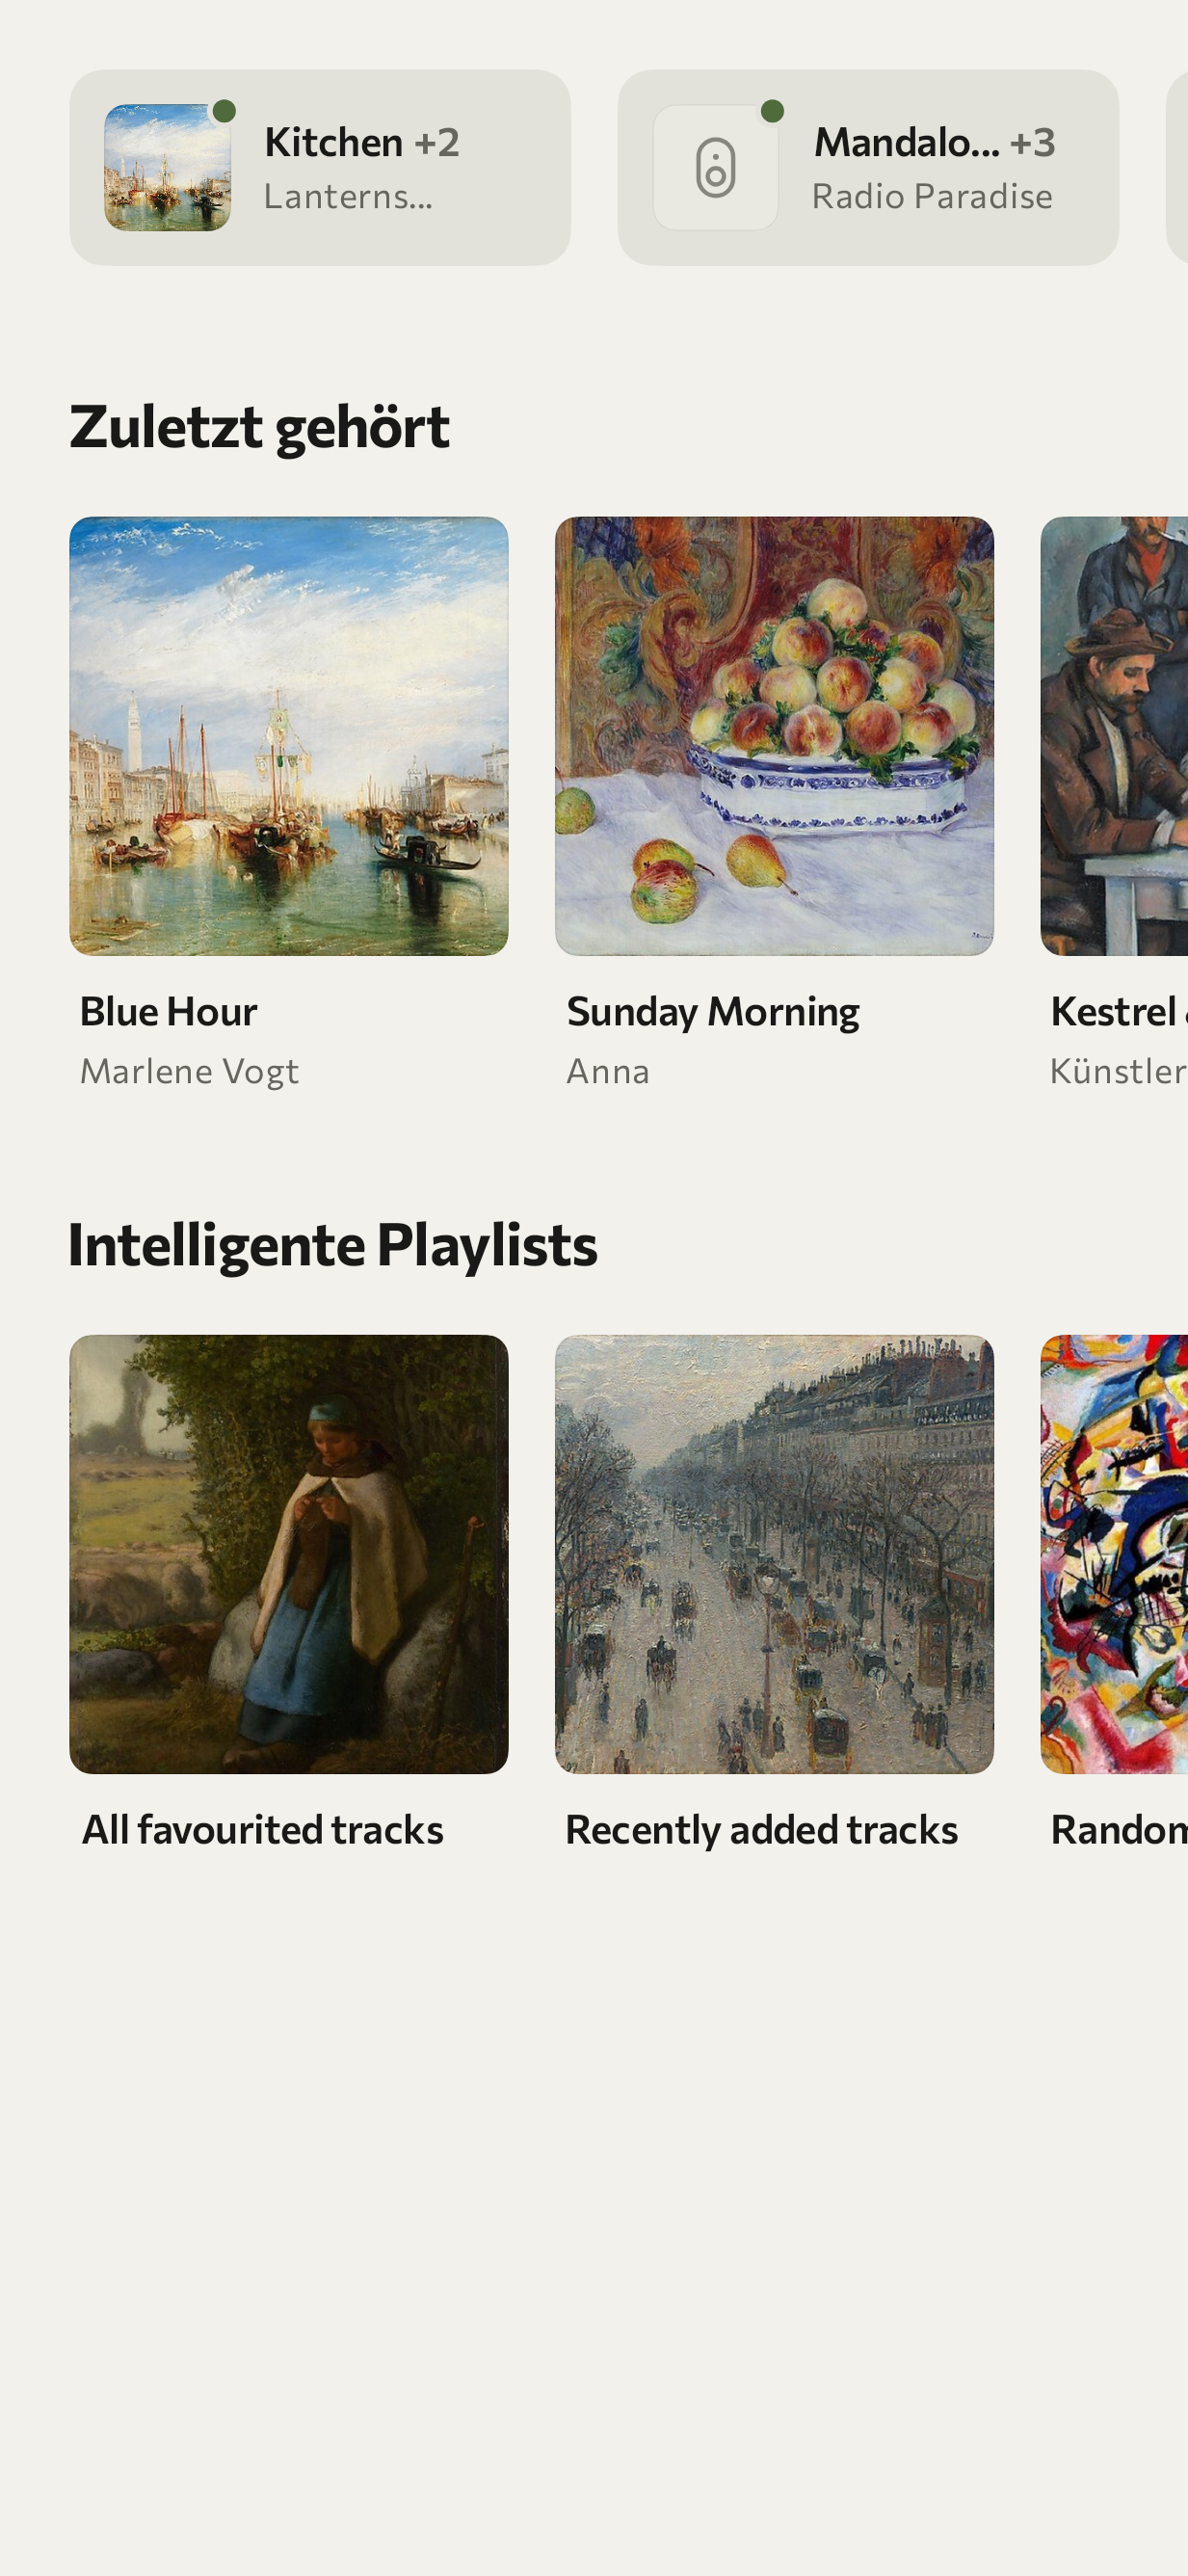 Kitchen +2
Lanterns...
Mandalo... +3
Radio Paradise
Zuletzt gehört
Blue Hour
Marlene Vogt
Sunday Morning
Anna
Kestrel
Künstler
Intelligente Playlists
All favourited tracks
Recently added tracks
Random